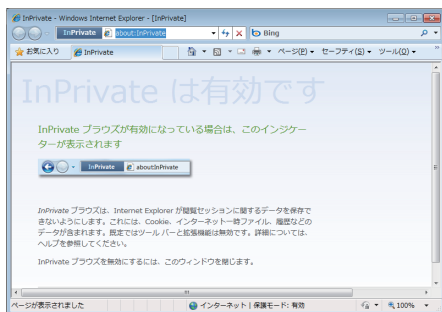 InPrivate - Windows Internet Explorer - [InPrivate]
InPrivate about:InPrivate Bing
お気に入り InPrivate ページ(P) セーフティ(S) ツール(O) »
InPrivate は有効です
InPrivate ブラウズが有効になっている場合は、このインジケー
ターが表示されます
InPrivate about:InPrivate
InPrivate ブラウズは、Internet Explorer が閲覧セッションに関するデータを保存で
きないようにします。これには、Cookie、インターネット一時ファイル、履歴などの
データが含まれます。既定ではツール バーと拡張機能は無効です。詳細については、
ヘルプを参照してください。
InPrivate ブラウズを無効にするには、このウィンドウを閉じます。
ページが表示されました インターネット | 保護モード: 有効 100%